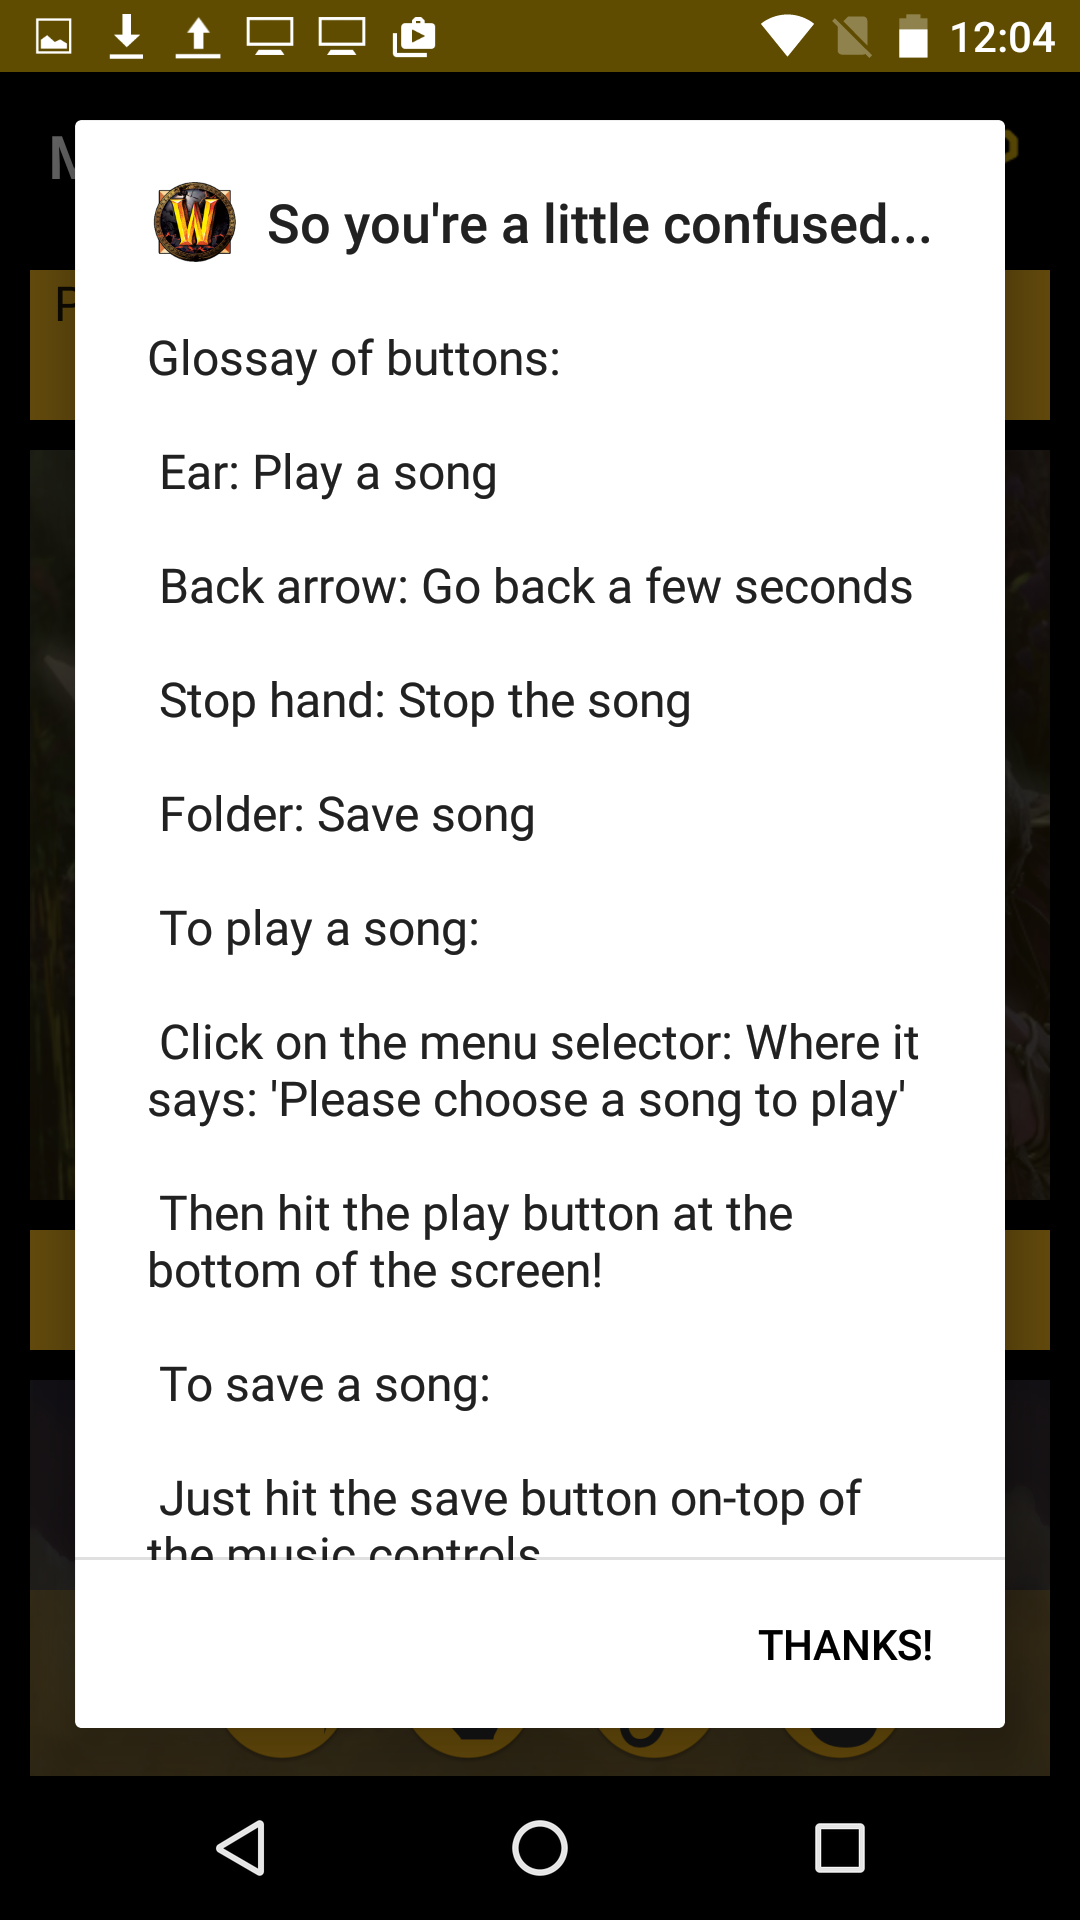 12:04
M
W So you're a little confused...
P
Glossay of buttons:
Ear: Play a song
Back arrow: Go back a few seconds
Stop hand: Stop the song
Folder: Save song
To play a song:
Click on the menu selector: Where it
says: 'Please choose a song to play'
Then hit the play button at the
bottom of the screen!
To save a song:
Just hit the save button on-top of
the music controls
THANKS!